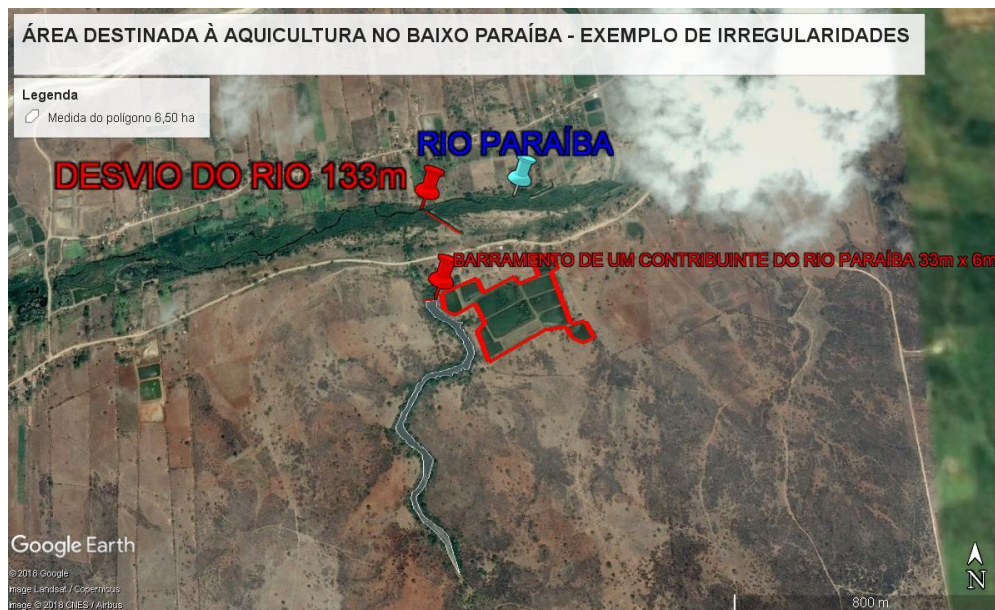 ÁREA DESTINADA À AQUICULTURA NO BAIXO PARAÍBA - EXEMPLO DE IRREGULARIDADES
Legenda
Medida do polígono 6,50 ha
RIO PARAÍBA
DESVIO DO RIO 133m
BARRAMENTO DE UM CONTRIBUINTE DO RIO PARAÍBA 33m x 6m
Google Earth
© 2018 Google
Image Landsat / Copernicus
Image © 2018 CNES / Airbus
800 m
N